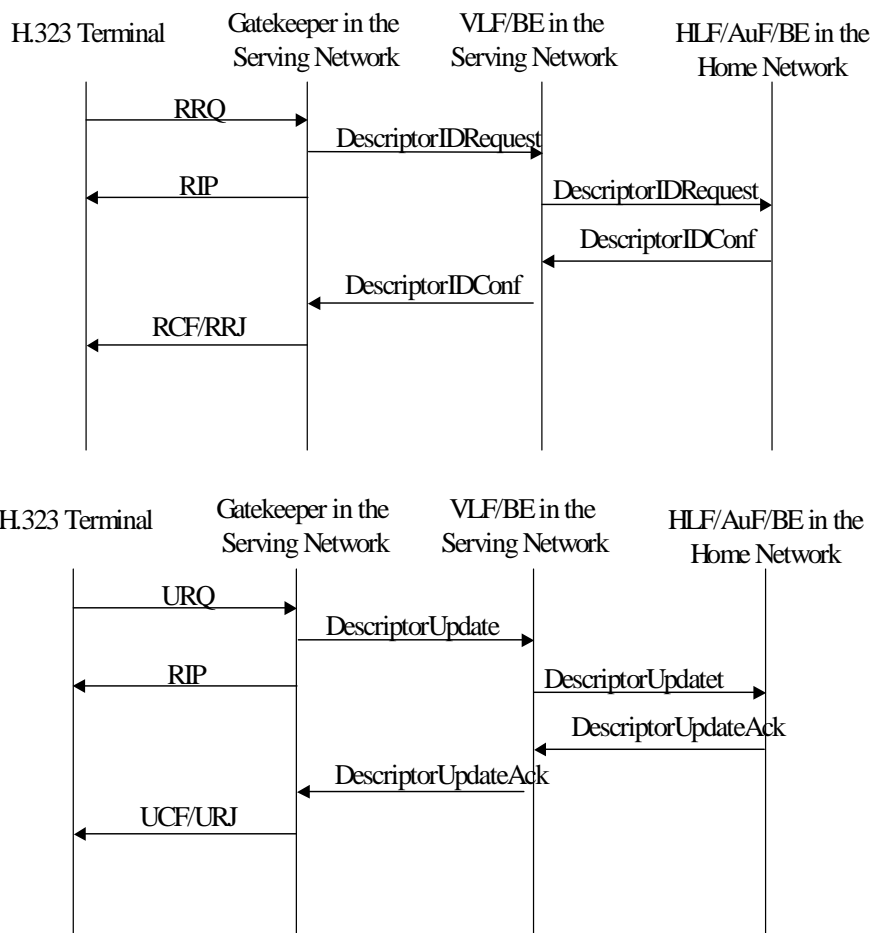 H.323 Terminal
Gatekeeper in the
Serving Network
VLF/BE in the
Serving Network
HLF/AuF/BE in the
Home Network
RRQ
DescriptorIDRequest
RIP
DescriptorIDRequest
DescriptorIDConf
DescriptorIDConf
RCF/RRJ
H.323 Terminal
Gatekeeper in the
Serving Network
VLF/BE in the
Serving Network
HLF/AuF/BE in the
Home Network
URQ
DescriptorUpdate
RIP
DescriptorUpdatet
DescriptorUpdateAck
DescriptorUpdateAck
UCF/URJ